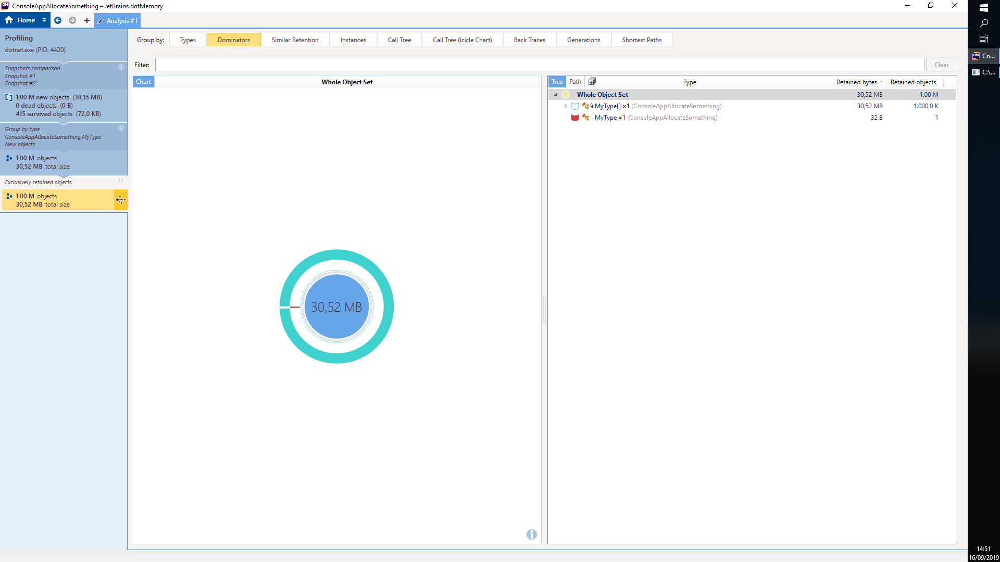 ConsoleAppAllocateSomething – JetBrains dotMemory
Home
Analysis #1
Profiling
dotnet.exe (PID: 4420)
Snapshots comparison
Snapshot #1
Snapshot #2
1,00 M new objects (38,15 MB)
0 dead objects (0 B)
415 survived objects (72,0 KB)
Group by type
ConsoleAppAllocateSomething.MyType
New objects
1,00 M objects
30,52 MB total size
Exclusively retained objects
1,00 M objects
30,52 MB total size
Group by: Types Dominators Similar Retention Instances Call Tree Call Tree (Icicle Chart) Back Traces Generations Shortest Paths
Filter: Clear
Chart Whole Object Set
30,52 MB
Tree Path Type Retained bytes Retained objects
Whole Object Set 30,52 MB 1,00 M
MyType[] ×1 (ConsoleAppAllocateSomething) 30,52 MB 1.000,0 K
MyType ×1 (ConsoleAppAllocateSomething) 32 B 1
DM Co...
C:\...
14:51
16/09/2019